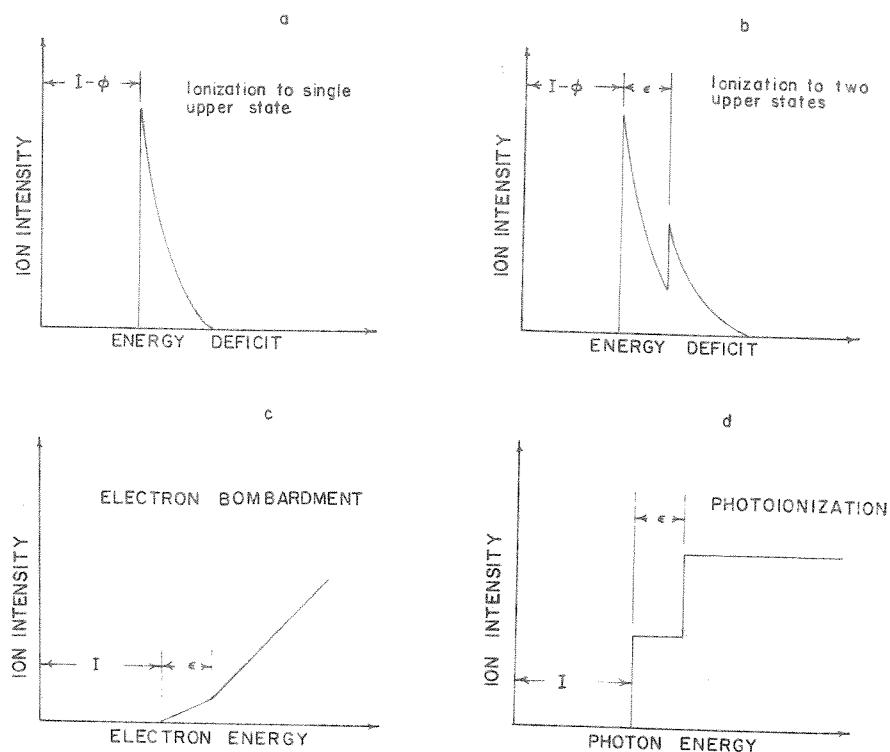 a
I-ϕ
Ionization to single
upper state
ION INTENSITY
ENERGY DEFICIT
b
I-ϕ
ϵ
Ionization to two
upper states
ION INTENSITY
ENERGY DEFICIT
c
ELECTRON BOMBARDMENT
ION INTENSITY
I
ϵ
ELECTRON ENERGY
d
ϵ
PHOTOIONIZATION
ION INTENSITY
I
PHOTON ENERGY